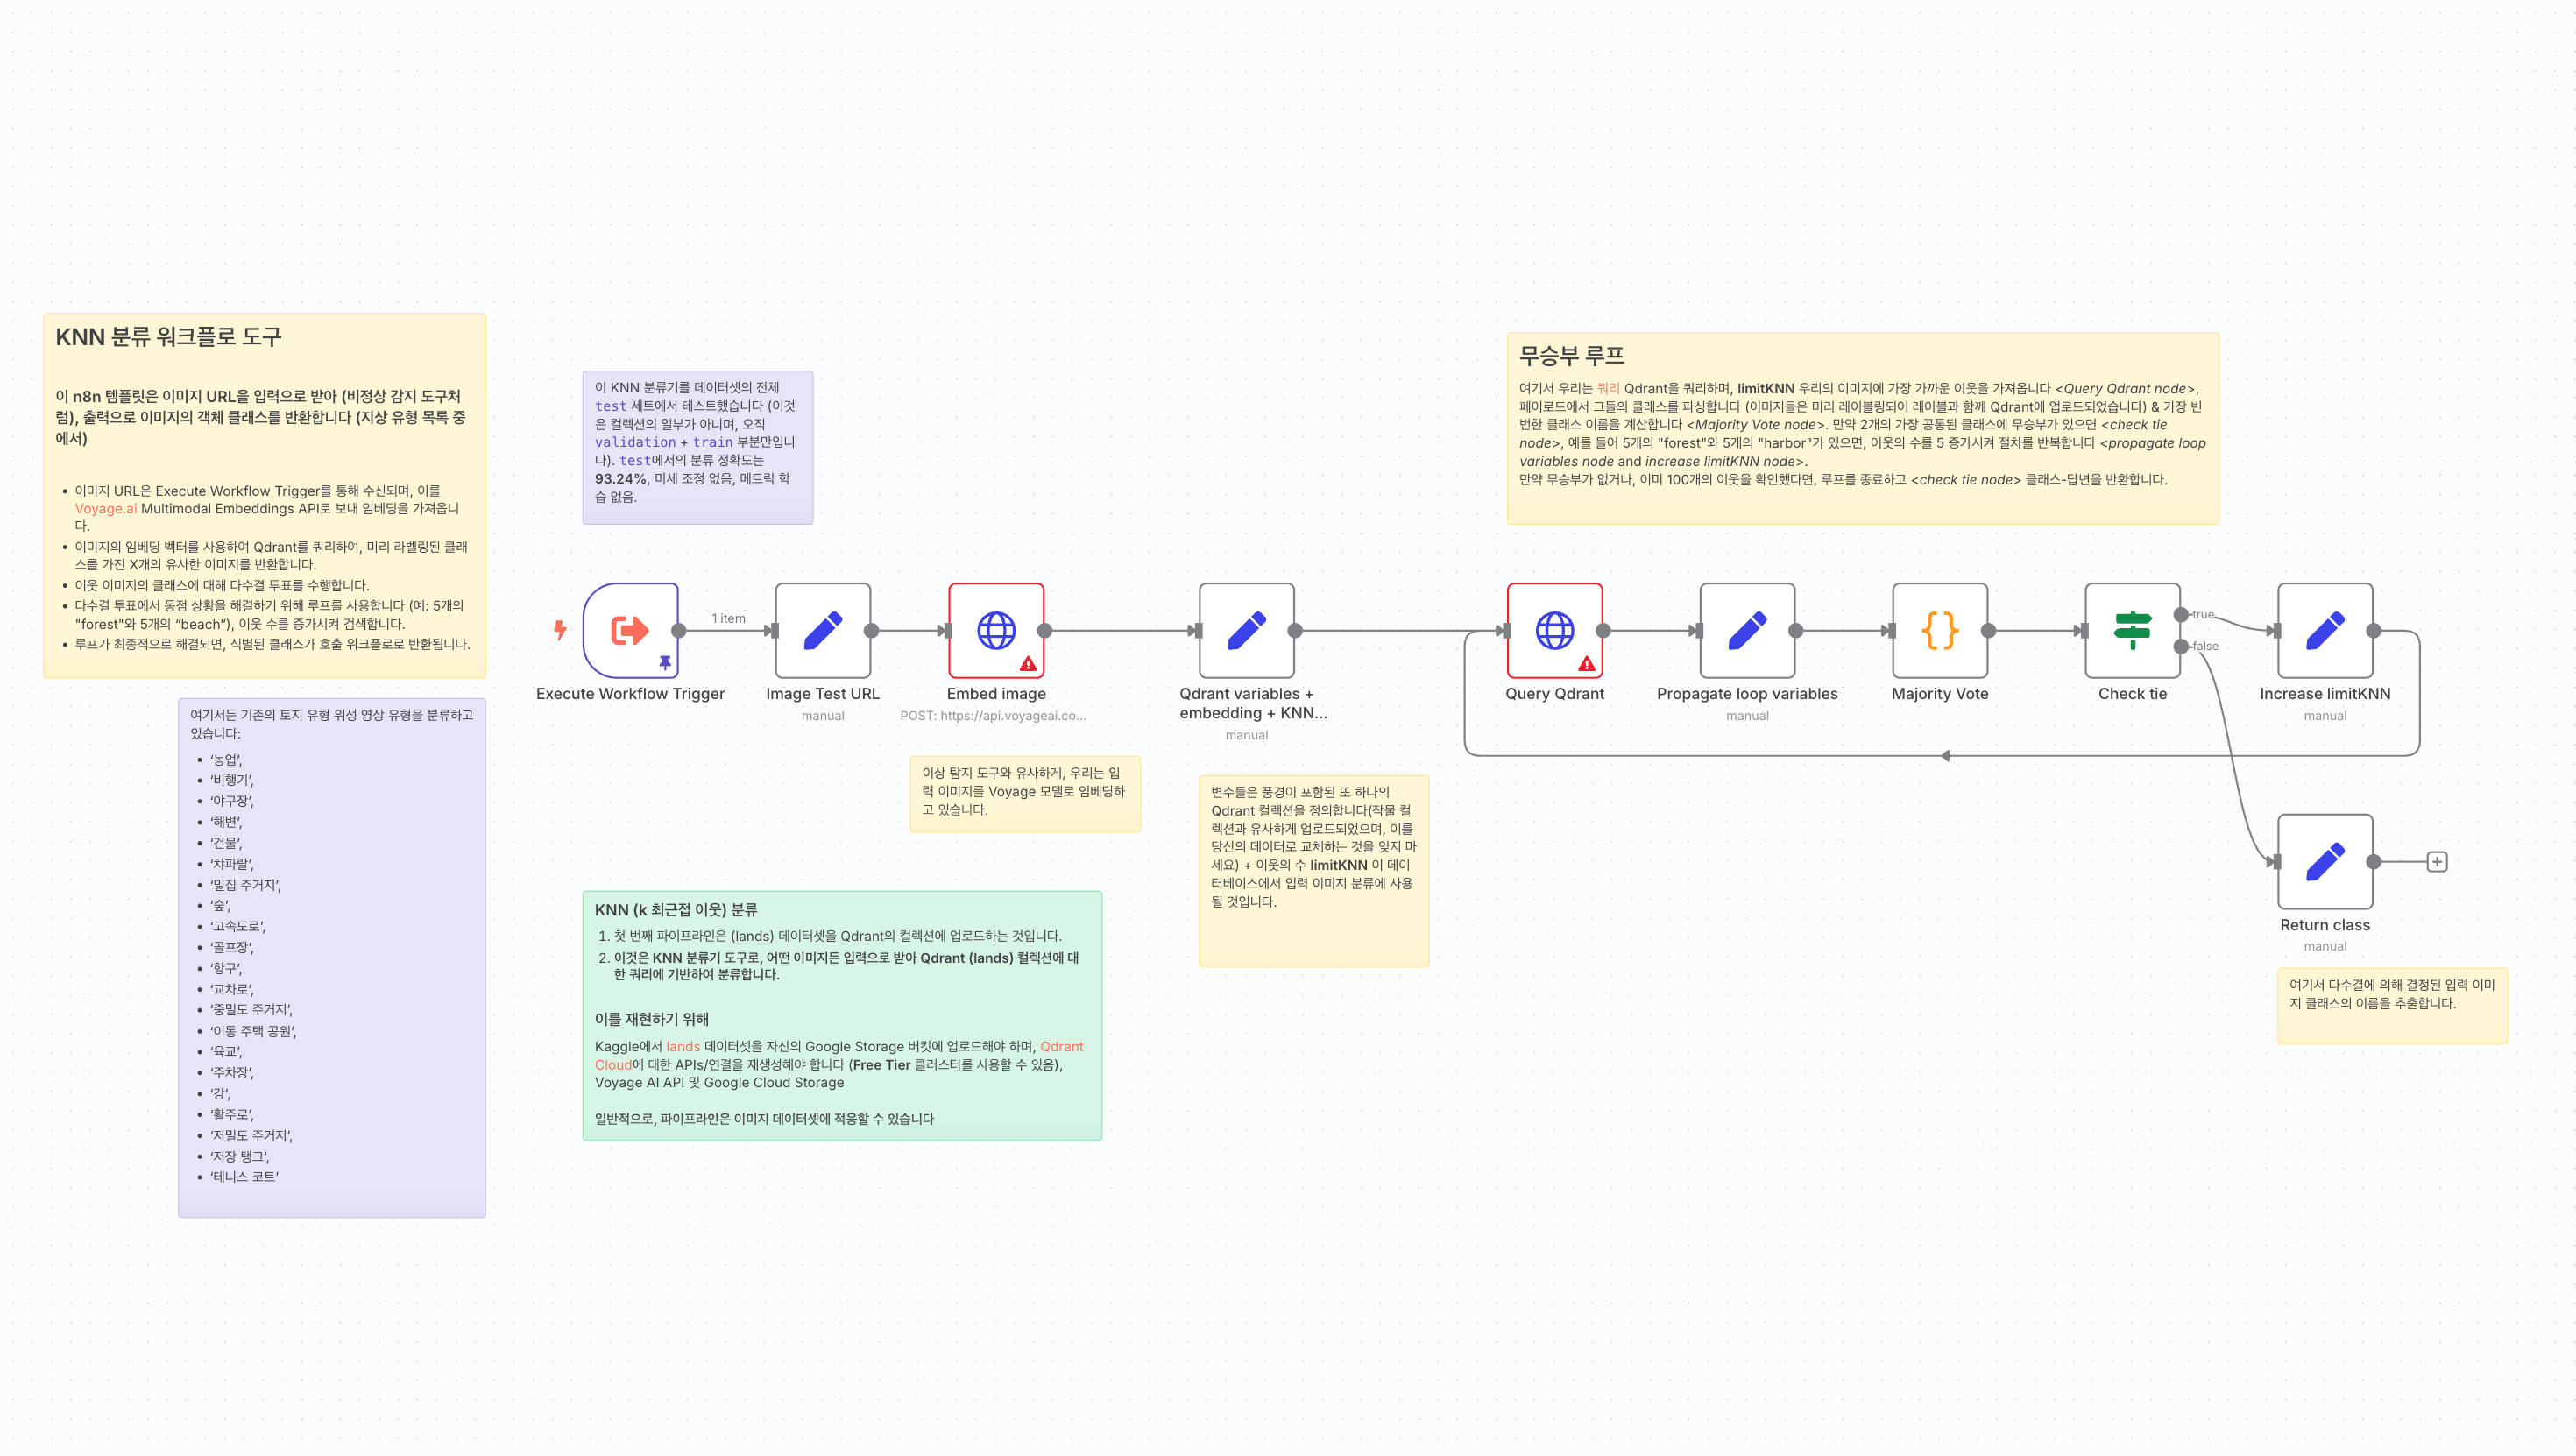 KNN 분류 워크플로 도구
이 n8n 템플릿은 이미지 URL을 입력으로 받아 (비정상 감지 도구처
럼), 출력으로 이미지의 객체 클래스를 반환합니다 (지상 유형 목록 중
에서)
이미지 URL은 Execute Workflow Trigger를 통해 수신되며, 이를
Voyage.ai Multimodal Embeddings API로 보내 임베딩을 가져옵니
다.
이미지의 임베딩 벡터를 사용하여 Qdrant를 쿼리하여, 미리 라벨링된 클래
스를 가진 X개의 유사한 이미지를 반환합니다.
이웃 이미지의 클래스에 대해 다수결 투표를 수행합니다.
다수결 투표에서 동점 상황을 해결하기 위해 루프를 사용합니다 (예: 5개의
"forest"와 5개의 “beach”), 이웃 수를 증가시켜 검색합니다.
루프가 최종적으로 해결되면, 식별된 클래스가 호출 워크플로로 반환됩니다.
여기서는 기존의 토지 유형 위성 영상 유형을 분류하고
있습니다:
‘농업’,
‘비행기’,
‘야구장’,
‘해변’,
‘건물’,
‘챠파랄’,
‘밀집 주거지’,
‘숲’,
‘고속도로’,
‘골프장’,
‘항구’,
‘교차로’,
‘중밀도 주거지’,
‘이동 주택 공원’,
‘육교’,
‘주차장’,
‘강’,
‘활주로’,
‘저밀도 주거지’,
‘저장 탱크’,
‘테니스 코트’
이 KNN 분류기를 데이터셋의 전체
test 세트에서 테스트했습니다 (이것
은 컬렉션의 일부가 아니며, 오직
validation + train 부분만입니
다). test에서의 분류 정확도는
93.24%, 미세 조정 없음, 메트릭 학
습 없음.
무승부 루프
여기서 우리는 쿼리 Qdrant을 쿼리하며, limitKNN 우리의 이미지에 가장 가까운 이웃을 가져옵니다 <Query Qdrant node>,
페이로드에서 그들의 클래스를 파싱합니다 (이미지들은 미리 레이블링되어 레이블과 함께 Qdrant에 업로드되었습니다) & 가장 빈
번한 클래스 이름을 계산합니다 <Majority Vote node>. 만약 2개의 가장 공통된 클래스에 무승부가 있으면 <check tie
node>, 예를 들어 5개의 "forest"와 5개의 "harbor"가 있으면, 이웃의 수를 5 증가시켜 절차를 반복합니다 <propagate loop
variables node and increase limitKNN node>.
만약 무승부가 없거나, 이미 100개의 이웃을 확인했다면, 루프를 종료하고 <check tie node> 클래스-답변을 반환합니다.
1 item
true
false
Execute Workflow Trigger
Image Test URL
manual
Embed image
POST: https://api.voyageai.co...
Qdrant variables +
embedding + KNN...
manual
Query Qdrant
Propagate loop variables
manual
Majority Vote
Check tie
Increase limitKNN
manual
이상 탐지 도구와 유사하게, 우리는 입
력 이미지를 Voyage 모델로 임베딩하
고 있습니다.
변수들은 풍경이 포함된 또 하나의
Qdrant 컬렉션을 정의합니다(작물 컬
렉션과 유사하게 업로드되었으며, 이를
당신의 데이터로 교체하는 것을 잊지 마
세요) + 이웃의 수 limitKNN 이 데이
터베이스에서 입력 이미지 분류에 사용
될 것입니다.
KNN (k 최근접 이웃) 분류
1. 첫 번째 파이프라인은 (lands) 데이터셋을 Qdrant의 컬렉션에 업로드하는 것입니다.
2. 이것은 KNN 분류기 도구로, 어떤 이미지든 입력으로 받아 Qdrant (lands) 컬렉션에 대
한 쿼리에 기반하여 분류합니다.
이를 재현하기 위해
Kaggle에서 lands 데이터셋을 자신의 Google Storage 버킷에 업로드해야 하며, Qdrant
Cloud에 대한 APIs/연결을 재생성해야 합니다 (Free Tier 클러스터를 사용할 수 있음),
Voyage AI API 및 Google Cloud Storage
일반적으로, 파이프라인은 이미지 데이터셋에 적응할 수 있습니다
Return class
manual
여기서 다수결에 의해 결정된 입력 이미
지 클래스의 이름을 추출합니다.